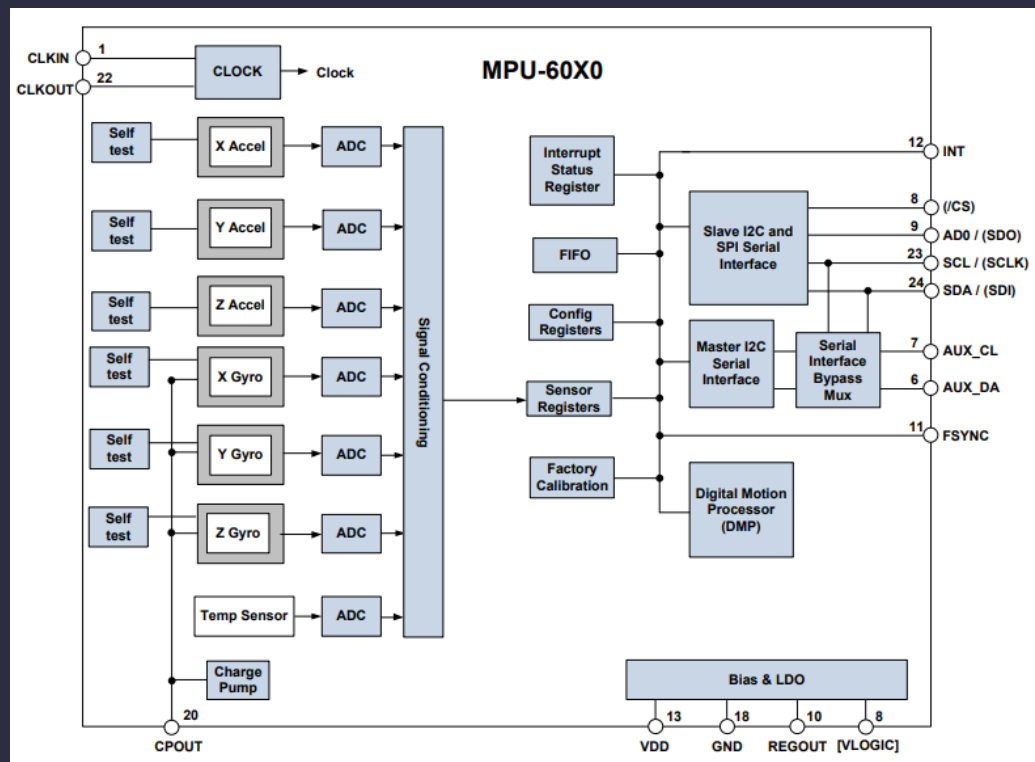 MPU-60X0
CLKIN
1
CLKOUT
22
CLOCK
Clock
Self
test
X Accel
ADC
Self
test
Y Accel
ADC
Self
test
Z Accel
ADC
Self
test
X Gyro
ADC
Self
test
Y Gyro
ADC
Self
test
Z Gyro
ADC
Temp Sensor
ADC
Charge
Pump
20
CPOUT
Signal Conditioning
Interrupt
Status
Register
FIFO
Config
Registers
Sensor
Registers
Factory
Calibration
Slave I2C and
SPI Serial
Interface
Master I2C
Serial
Interface
Serial
Interface
Bypass
Mux
Digital Motion
Processor
(DMP)
12
INT
8
(/CS)
9
AD0 / (SDO)
23
SCL / (SCLK)
24
SDA / (SDI)
7
AUX_CL
6
AUX_DA
11
FSYNC
Bias & LDO
13
VDD
18
GND
10
REGOUT
8
[VLOGIC]